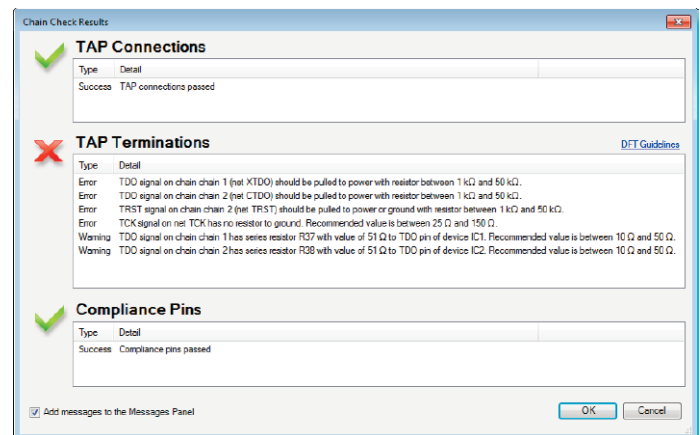 Chain Check Results
TAP Connections
Type Detail
Success TAP connections passed
TAP Terminations
DFT Guidelines
Type Detail
Error TDO signal on chain chain 1 (net XTDO) should be pulled to power with resistor between 1 kΩ and 50 kΩ.
Error TDO signal on chain chain 2 (net CTDO) should be pulled to power with resistor between 1 kΩ and 50 kΩ.
Error TRST signal on chain chain 2 (net TRST) should be pulled to power or ground with resistor between 1 kΩ and 50 kΩ.
Error TCK signal on net TCK has no resistor to ground. Recommended value is between 25 Ω and 150 Ω.
Warning TDO signal on chain chain 1 has series resistor R37 with value of 51 Ω to TDO pin of device IC1. Recommended value is between 10 Ω and 50 Ω.
Warning TDO signal on chain chain 2 has series resistor R38 with value of 51 Ω to TDO pin of device IC2. Recommended value is between 10 Ω and 50 Ω.
Compliance Pins
Type Detail
Success Compliance pins passed
Add messages to the Messages Panel
OK Cancel